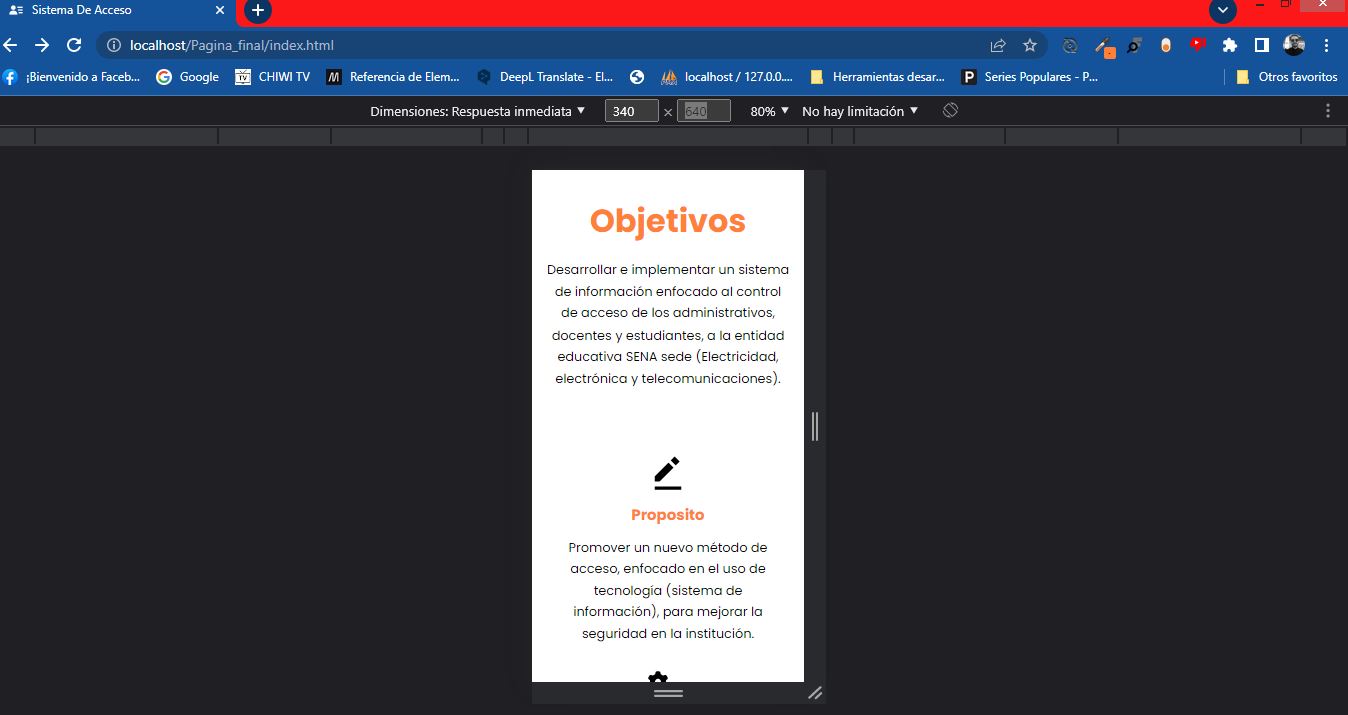 Sistema De Acceso
localhost/Pagina_final/index.html
¡Bienvenido a Faceb... Google CHIWI TV Referencia de Elem... DeepL Translate - El... localhost / 127.0.0.... Herramientas desar... Series Populares - P... Otros favoritos
Dimensiones: Respuesta inmediata 340 × 640 80% No hay limitación
Objetivos
Desarrollar e implementar un sistema
de información enfocado al control
de acceso de los administrativos,
docentes y estudiantes, a la entidad
educativa SENA sede (Electricidad,
electrónica y telecomunicaciones).
Proposito
Promover un nuevo método de
acceso, enfocado en el uso de
tecnología (sistema de
información), para mejorar la
seguridad en la institución.